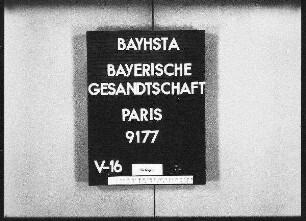 BAYHSTA
BAYERISCHE
GESANDTSCHAFT
PARIS
9177
V-16